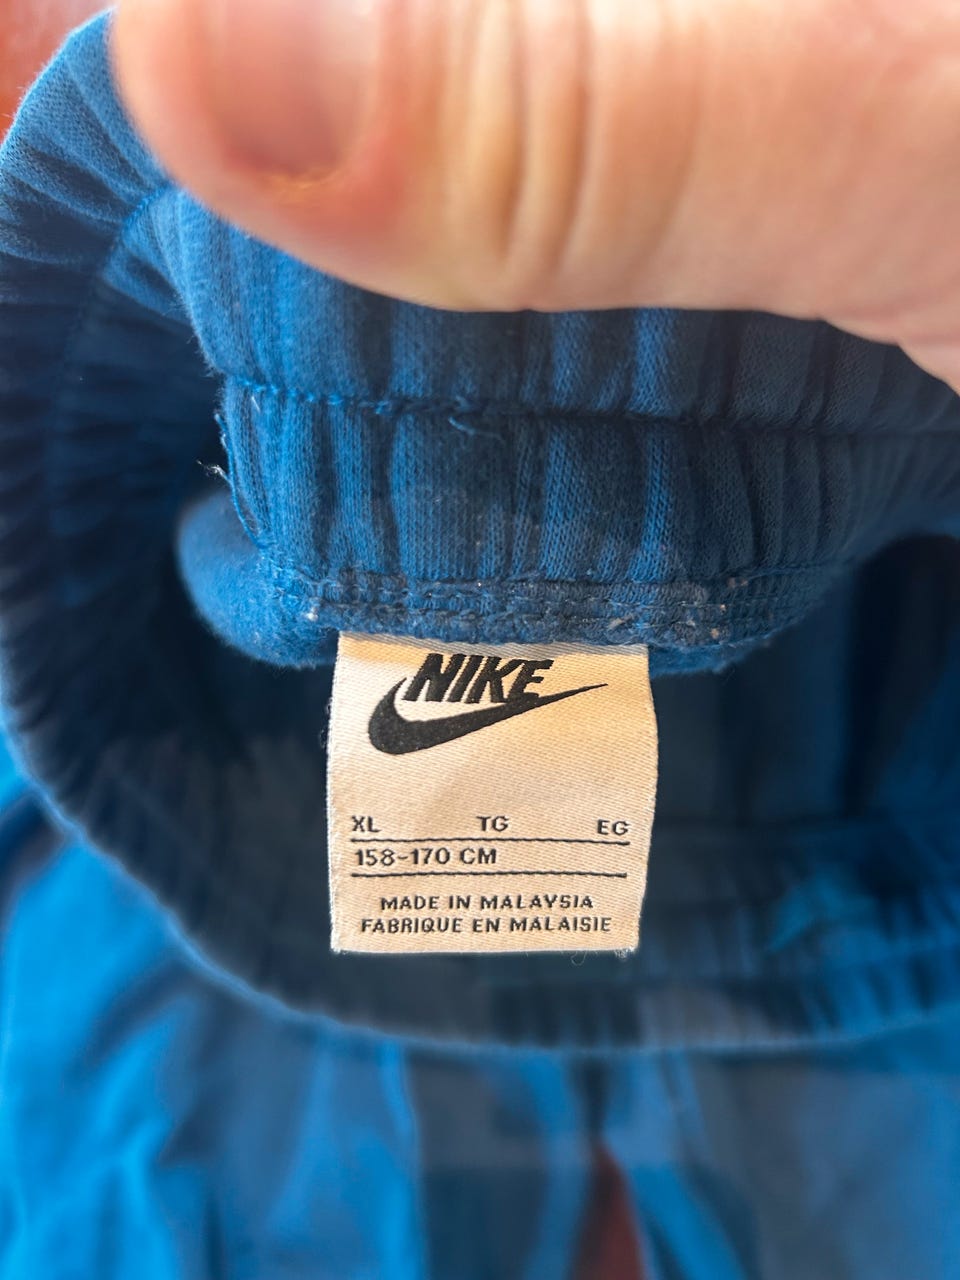 NIKE
XL TG EG
158-170 CM
MADE IN MALAYSIA
FABRIQUE EN MALAISIE